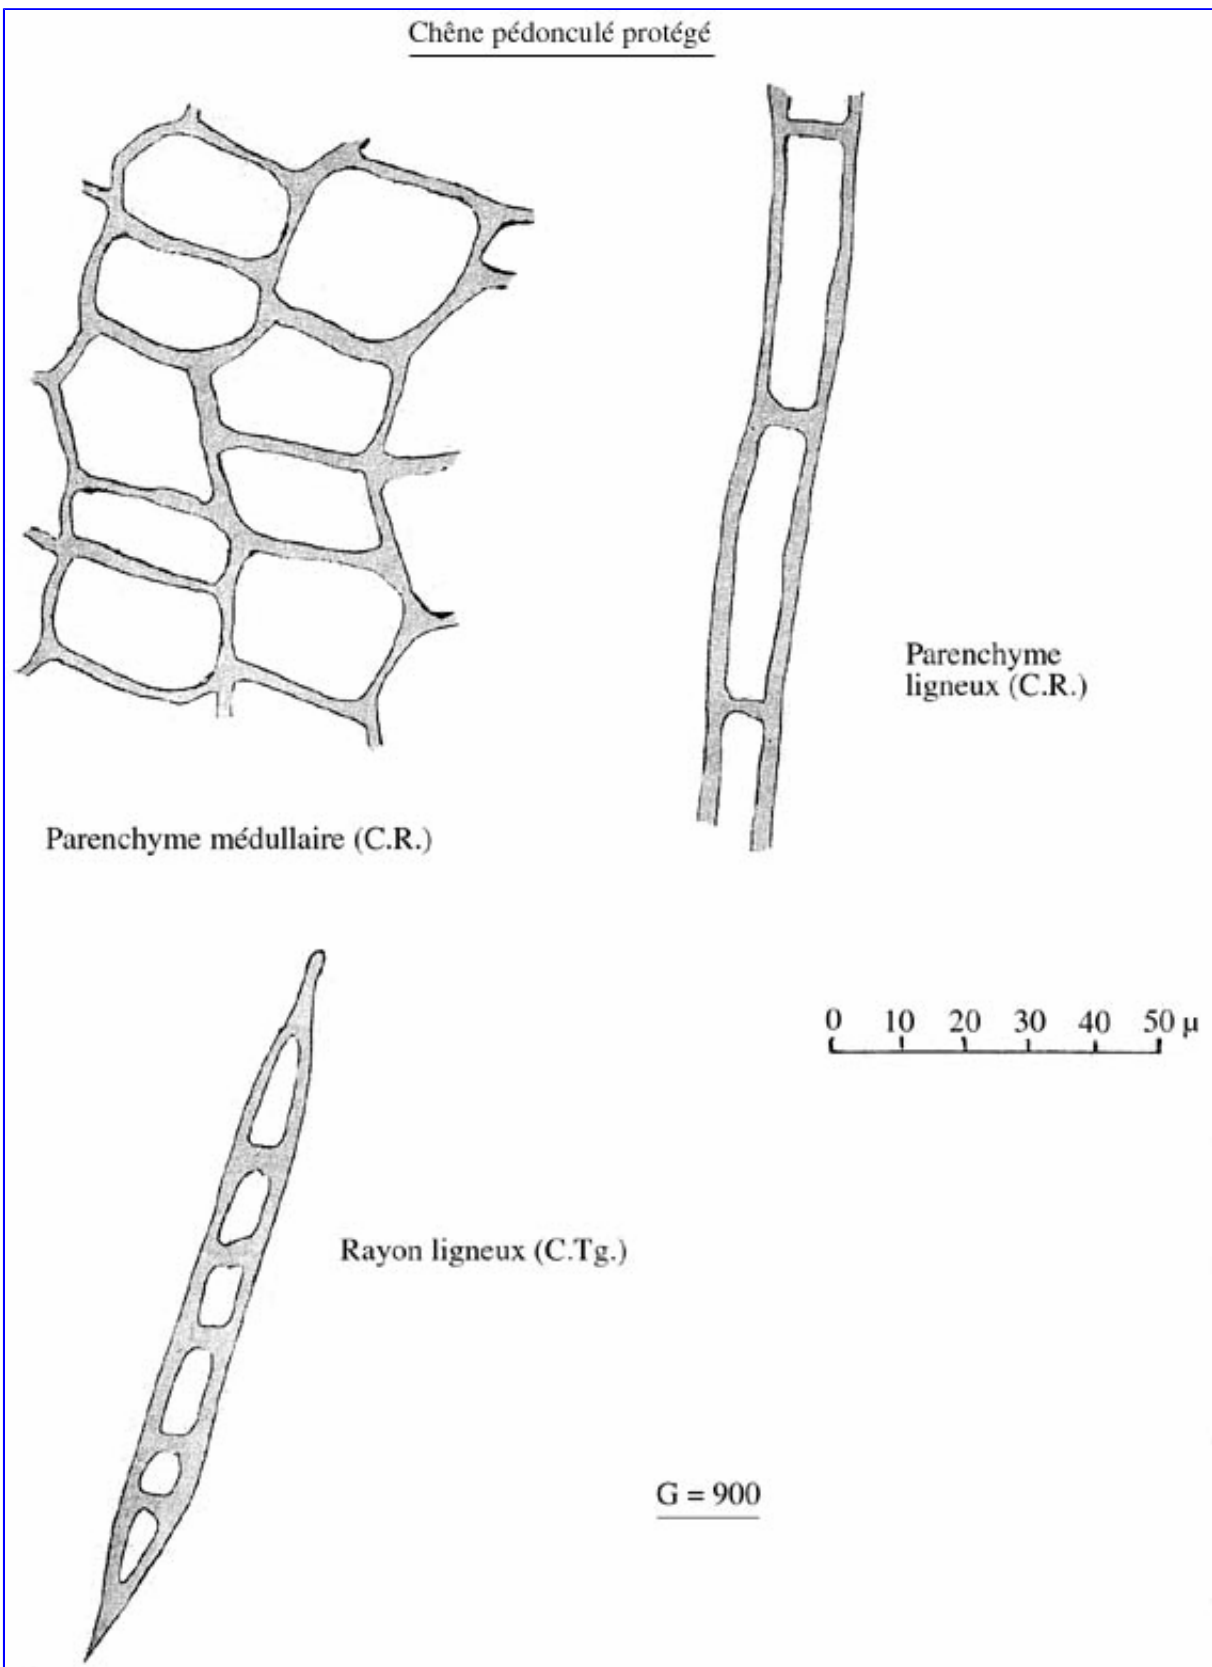 Chêne pédonculé protégé
Parenchyme
ligneux (C.R.)
Parenchyme médullaire (C.R.)
0 10 20 30 40 50 µ
Rayon ligneux (C.Tg.)
G = 900